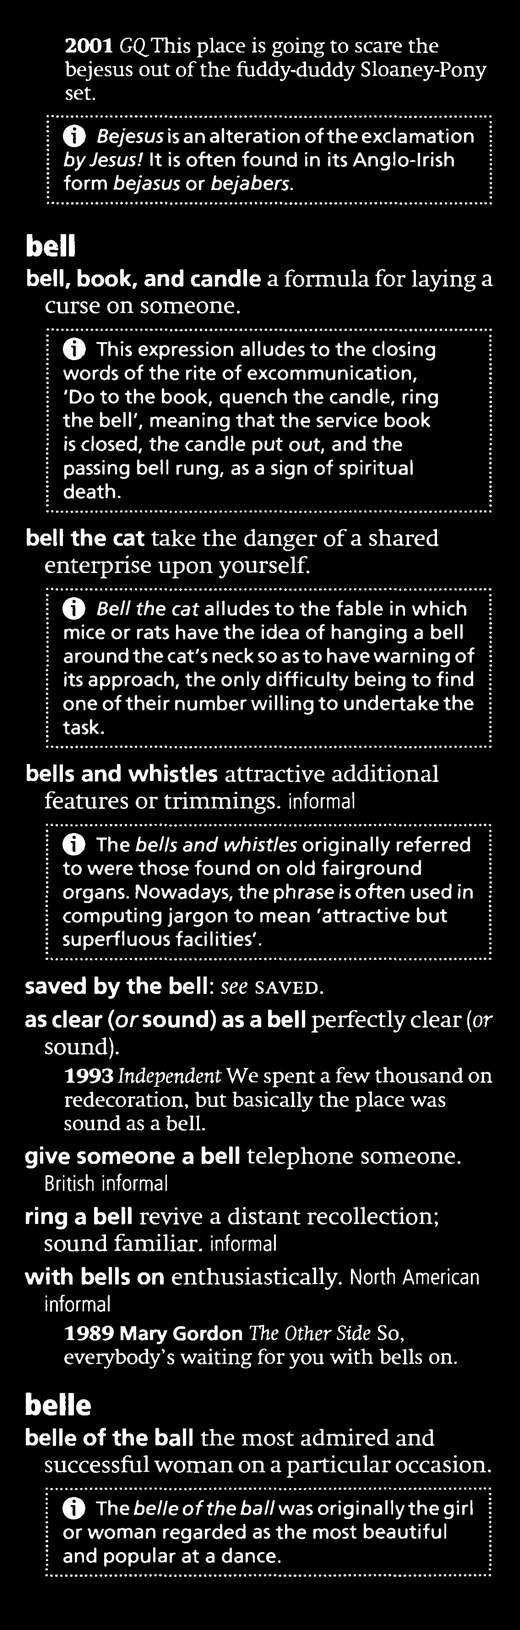 2001 GQ This place is going to scare the
bejesus out of the fuddy-duddy Sloaney-Pony
set.
Bejesus is an alteration of the exclamation
by Jesus! It is often found in its Anglo-Irish
form bejasus or bejabers.
bell
bell, book, and candle a formula for laying a
curse on someone.
This expression alludes to the closing
words of the rite of excommunication,
'Do to the book, quench the candle, ring
the bell', meaning that the service book
is closed, the candle put out, and the
passing bell rung, as a sign of spiritual
death.
bell the cat take the danger of a shared
enterprise upon yourself.
Bell the cat alludes to the fable in which
mice or rats have the idea of hanging a bell
around the cat's neck so as to have warning of
its approach, the only difficulty being to find
one of their number willing to undertake the
task.
bells and whistles attractive additional
features or trimmings. informal
The bells and whistles originally referred
to were those found on old fairground
organs. Nowadays, the phrase is often used in
computing jargon to mean 'attractive but
superfluous facilities'.
saved by the bell: see SAVED.
as clear (or sound) as a bell perfectly clear (or
sound).
1993 Independent We spent a few thousand on
redecoration, but basically the place was
sound as a bell.
give someone a bell telephone someone.
British informal
ring a bell revive a distant recollection;
sound familiar. informal
with bells on enthusiastically. North American
informal
1989 Mary Gordon The Other Side So,
everybody's waiting for you with bells on.
belle
belle of the ball the most admired and
successful woman on a particular occasion.
The belle of the ball was originally the girl
or woman regarded as the most beautiful
and popular at a dance.